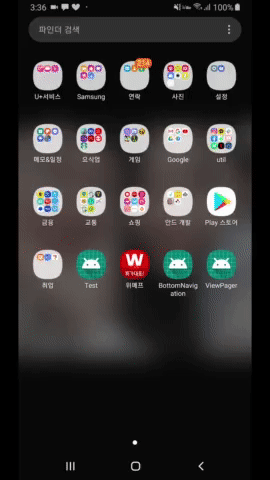 3:36
100%
파인더 검색
U+서비스 Samsung 연락 사진 설정
메모&일정 요식업 게임 Google util
금융 교통 쇼핑 안드 개발 Play 스토어
W
위메프 BottomNavig ViewPager
취업 Test ation